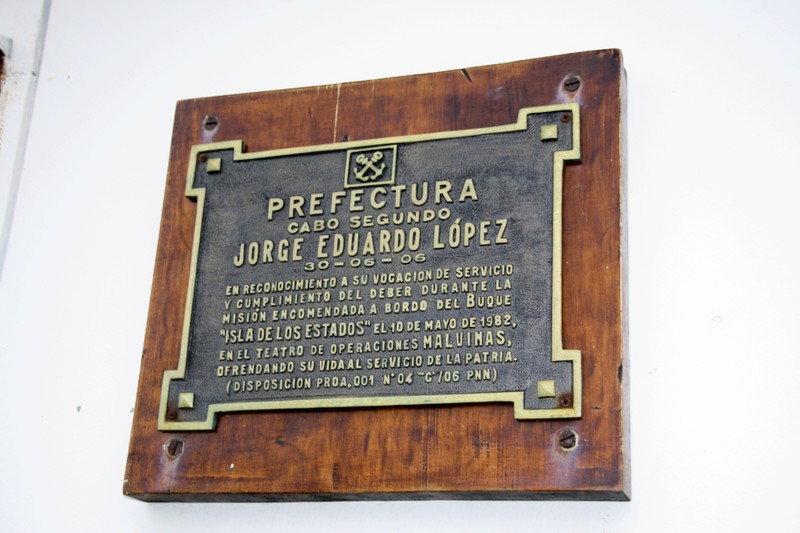 PREFECTURA
CABO SEGUNDO
JORGE EDUARDO LÓPEZ
30-06-06
EN RECONOCIMIENTO A SU VOCACION DE SERVICIO
Y CUMPLIMIENTO DEL DEBER DURANTE LA
MISIÓN ENCOMENDADA A BORDO DEL BUQUE
"ISLA DE LOS ESTADOS" EL 10 DE MAYO DE 1982,
EN EL TEATRO DE OPERACIONES MALVINAS,
OFRENDANDO SU VIDA AL SERVICIO DE LA PATRIA.
(DISPOSICION PRDA, 001 N° 04 "C"/06 PNN)